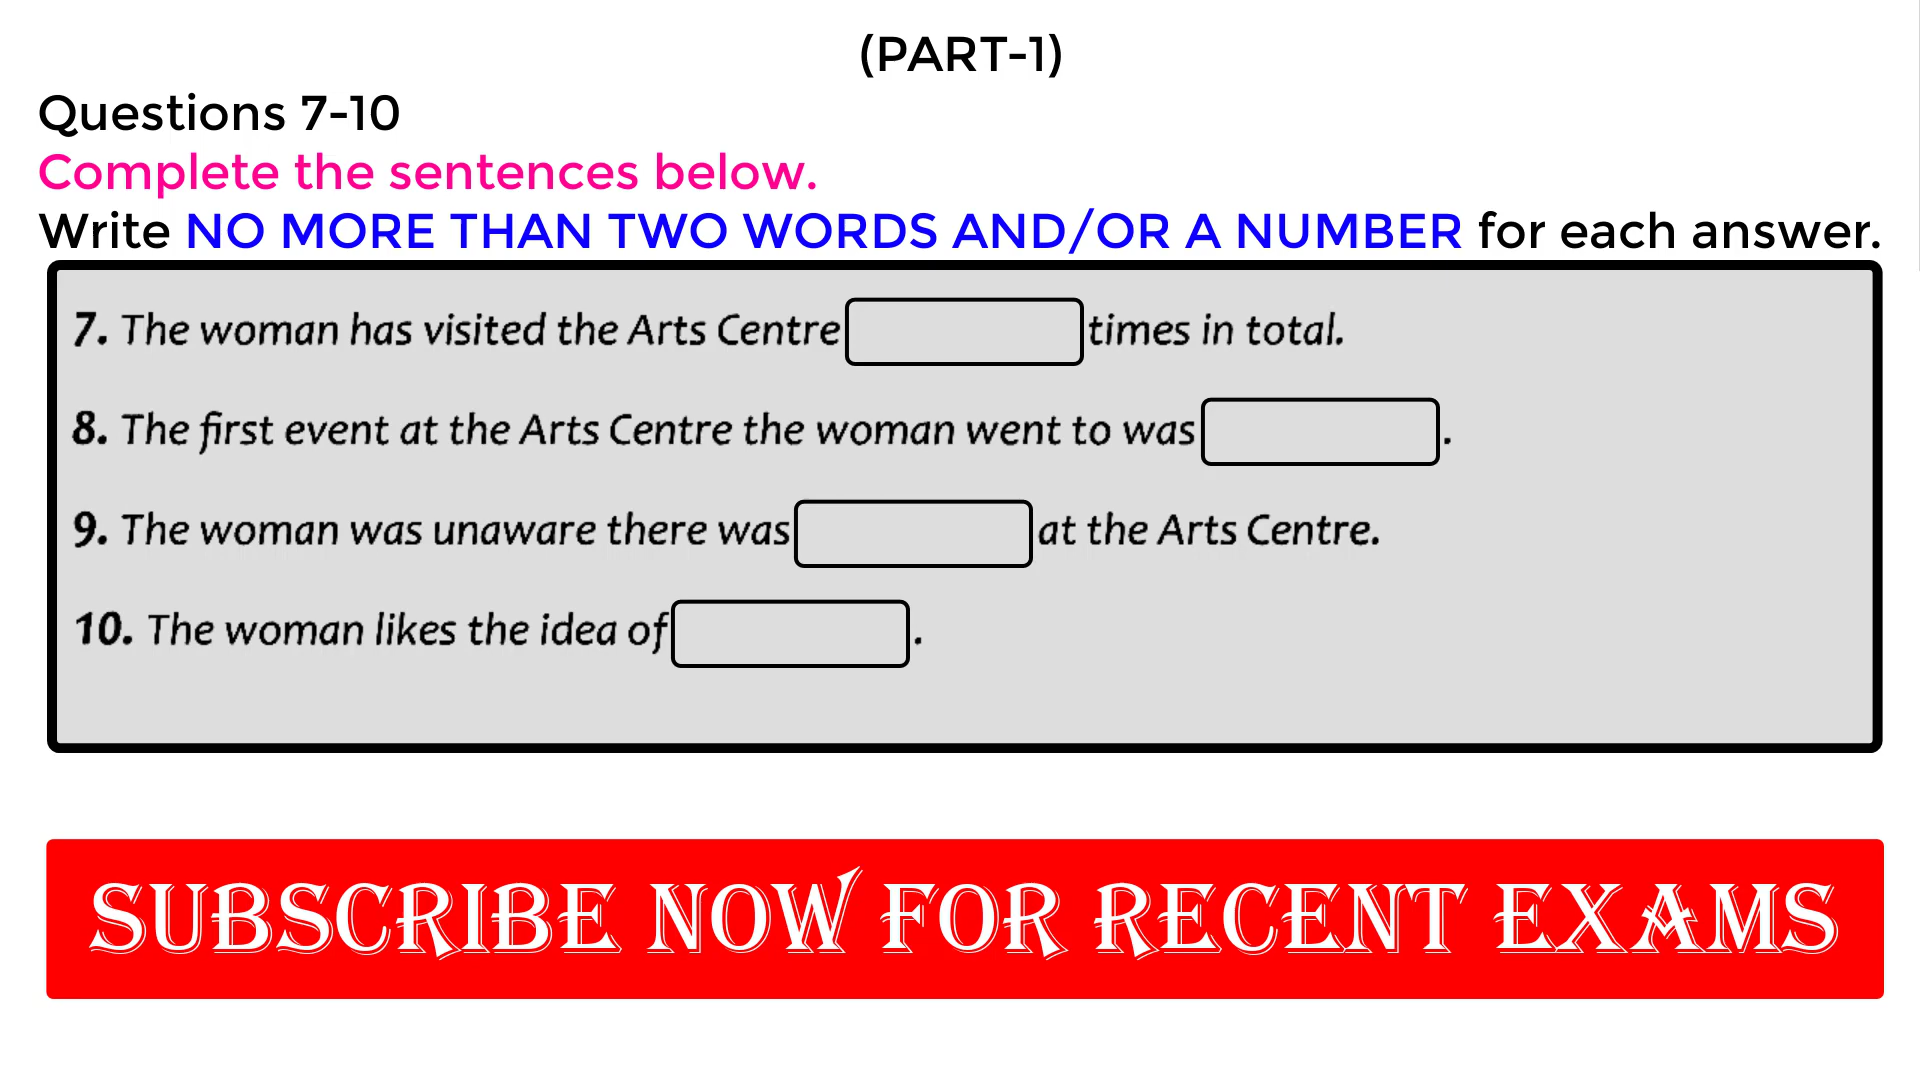 (PART-1)
Questions 7-10
Complete the sentences below.
Write NO MORE THAN TWO WORDS AND/OR A NUMBER for each answer.
7. The woman has visited the Arts Centre times in total.
8. The first event at the Arts Centre the woman went to was .
9. The woman was unaware there was at the Arts Centre.
10. The woman likes the idea of .
SUBSCRIBE NOW FOR RECENT EXAMS